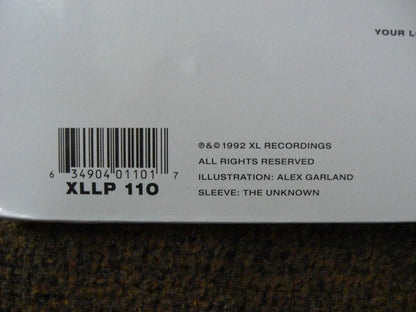 YOUR L
℗&© 1992 XL RECORDINGS
ALL RIGHTS RESERVED
ILLUSTRATION: ALEX GARLAND
SLEEVE: THE UNKNOWN
6 34904 01101 7
XLLP 110